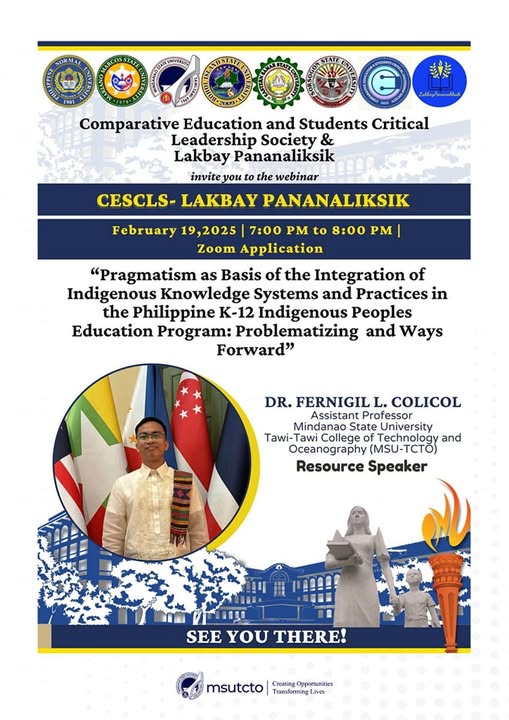 Comparative Education and Students Critical
Leadership Society &
Lakbay Pananaliksik
invite you to the webinar
CESCLS- LAKBAY PANANALIKSIK
February 19,2025 | 7:00 PM to 8:00 PM |
Zoom Application
“Pragmatism as Basis of the Integration of
Indigenous Knowledge Systems and Practices in
the Philippine K-12 Indigenous Peoples
Education Program: Problematizing and Ways
Forward”
DR. FERNIGIL L. COLICOL
Assistant Professor
Mindanao State University
Tawi-Tawi College of Technology and
Oceanography (MSU-TCTO)
Resource Speaker
SEE YOU THERE!
msutcto
Creating Opportunities
Transforming Lives